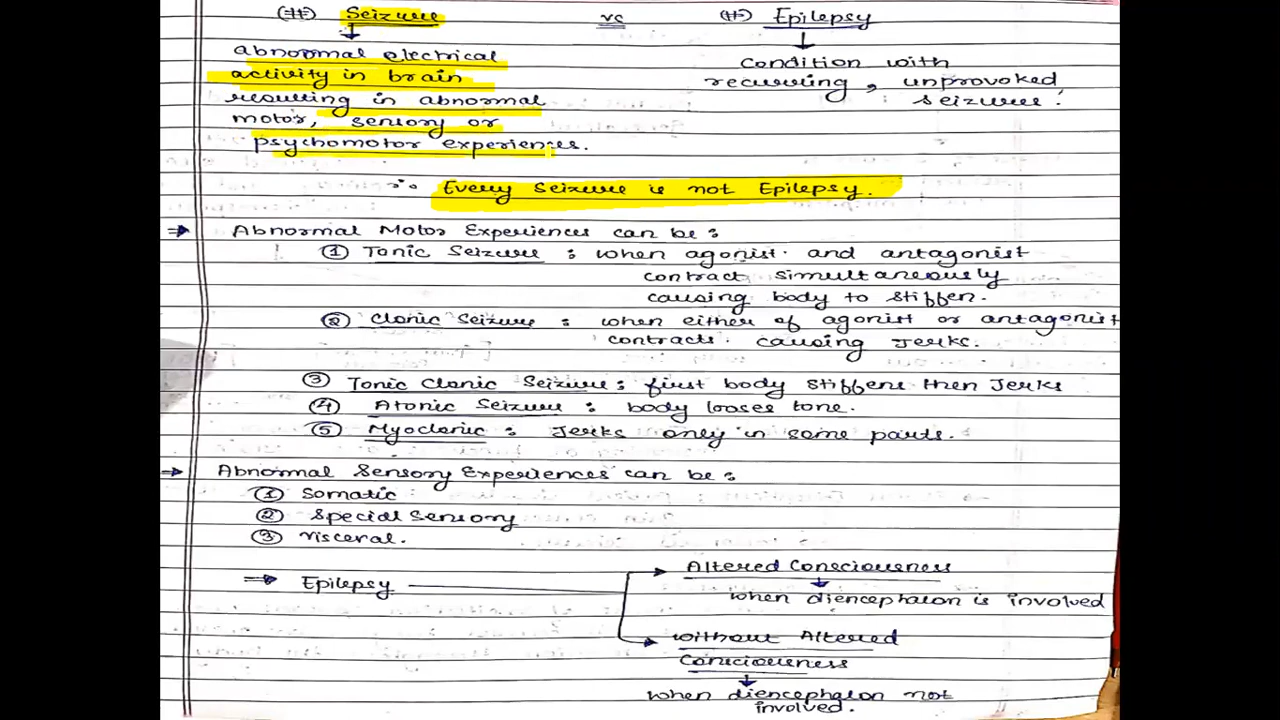 (#) Seizure vs (#) Epilepsy
abnormal electrical
activity in brain
resulting in abnormal
motor, sensory or
psychomotor experiences.
Condition with
recurring, unprovoked
seizures.
∴ Every Seizure is not Epilepsy.
⇒ Abnormal Motor Experiences can be:
① Tonic Seizure : when agonist and antagonist
contract simultaneously
causing body to stiffen.
② Clonic Seizure : when either of agonist or antagonist
contracts causing Jerks.
③ Tonic Clonic Seizure: first body stiffens then Jerks
④ Atonic Seizure : body looses tone.
⑤ Myoclonic : Jerks only in some parts.
⇒ Abnormal Sensory Experiences can be:
① Somatic
② Special Sensory
③ Visceral.
⇒ Epilepsy
Altered Consciousness
when diencephalon is involved
without Altered
Consciousness
when diencephalon not
involved.